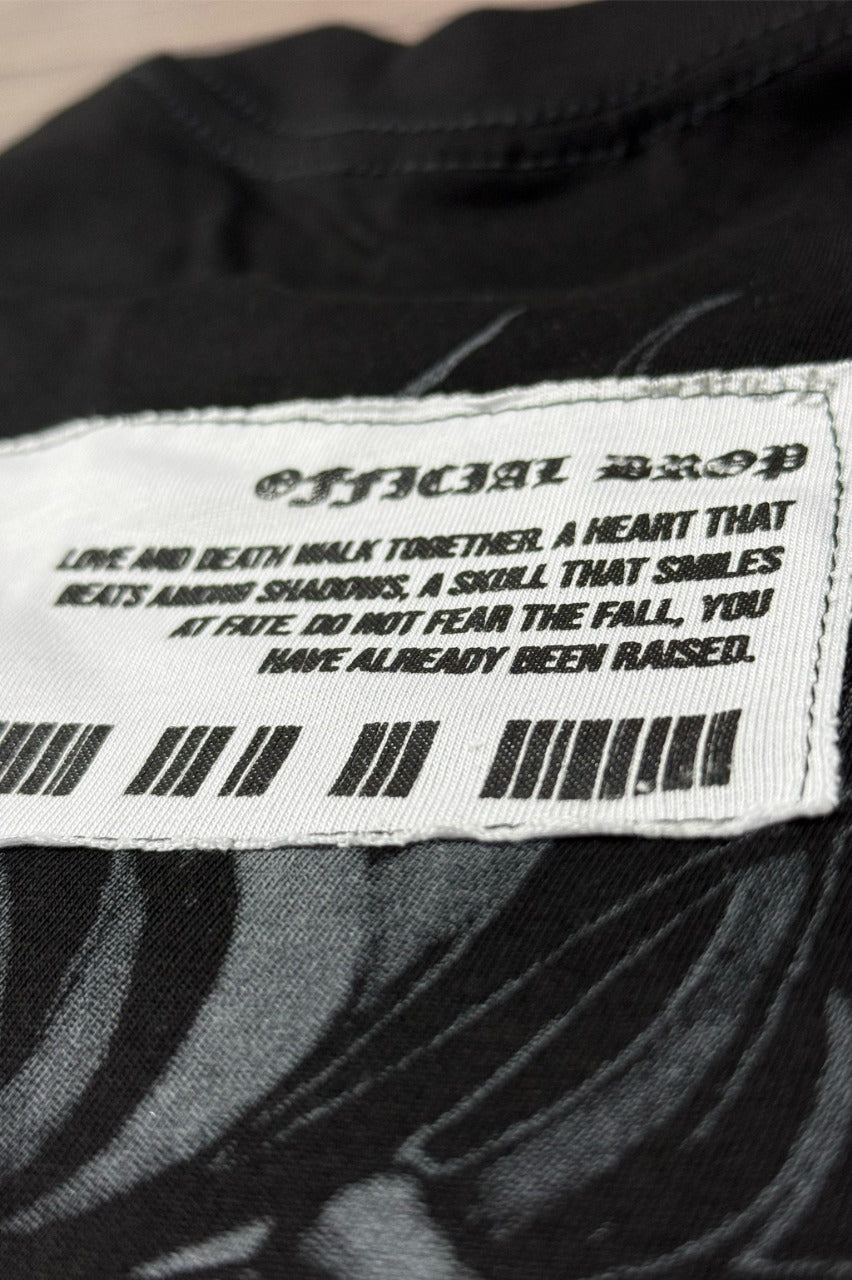 OFFICIAL DROP
LOVE AND DEATH WALK TOGETHER. A HEART THAT
BEATS AMONG SHADOWS, A SKULL THAT SMILES
AT FATE. DO NOT FEAR THE FALL, YOU
HAVE ALREADY BEEN RAISED.